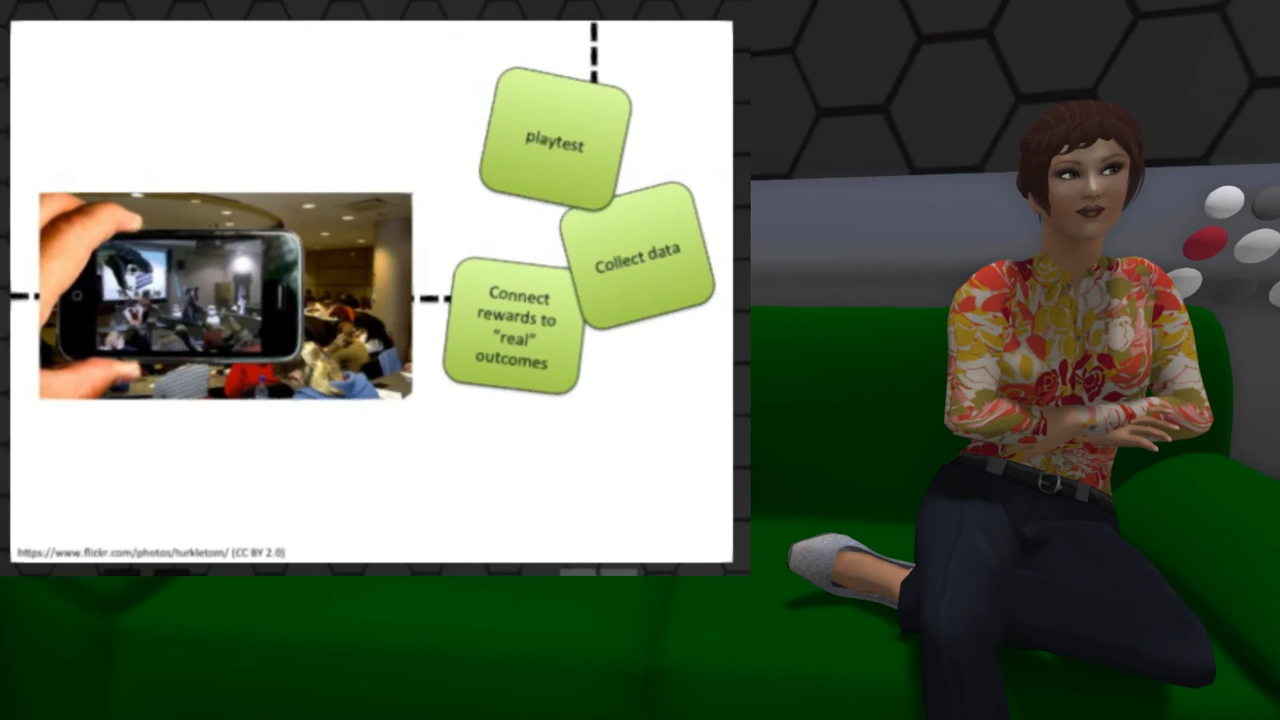 playtest
Collect data
Connect
rewards to
"real"
outcomes
https://www.flickr.com/photos/turkletom/ (CC BY 2.0)